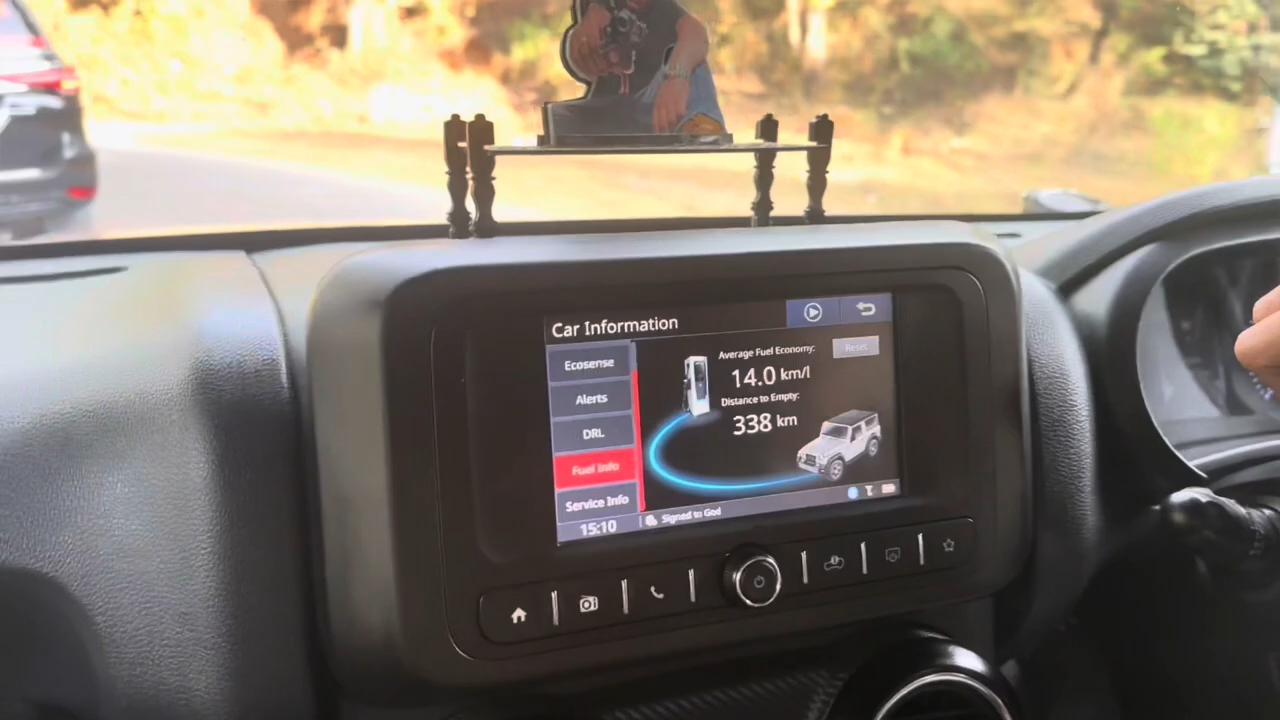 Car Information
Ecosense
Alerts
DRL
Fuel Info
Service Info
Average Fuel Economy:
Reset
14.0 km/l
Distance to Empty:
338 km
15:10
Signed to God